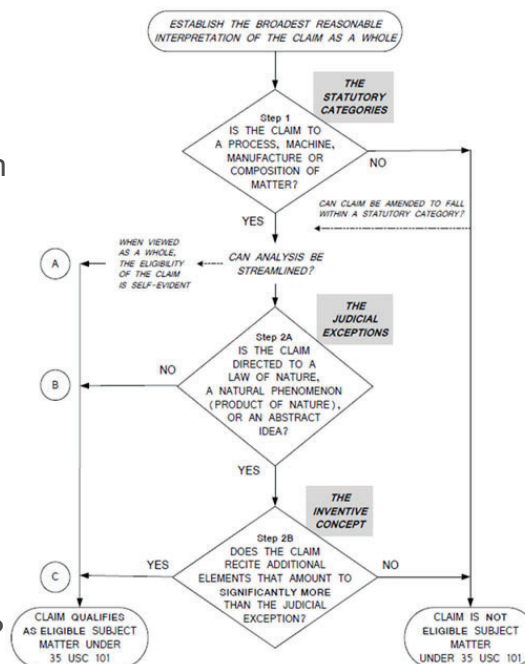 ESTABLISH THE BROADEST REASONABLE
INTERPRETATION OF THE CLAIM AS A WHOLE
THE
STATUTORY
CATEGORIES
Step 1
IS THE CLAIM TO
A PROCESS, MACHINE,
MANUFACTURE OR
COMPOSITION OF
MATTER?
NO
YES
CAN CLAIM BE AMENDED TO FALL
WITHIN A STATUTORY CATEGORY?
A
WHEN VIEWED
AS A WHOLE,
THE ELIGIBILITY
OF THE CLAIM
IS SELF-EVIDENT
CAN ANALYSIS BE
STREAMLINED?
THE
JUDICIAL
EXCEPTIONS
Step 2A
IS THE CLAIM
DIRECTED TO A
LAW OF NATURE,
A NATURAL PHENOMENON
(PRODUCT OF NATURE),
OR AN ABSTRACT
IDEA?
NO
B
YES
THE
INVENTIVE
CONCEPT
Step 2B
DOES THE CLAIM
RECITE ADDITIONAL
ELEMENTS THAT AMOUNT TO
SIGNIFICANTLY MORE
THAN THE JUDICIAL
EXCEPTION?
YES
NO
C
CLAIM QUALIFIES
AS ELIGIBLE SUBJECT
MATTER UNDER
35 USC 101
CLAIM IS NOT
ELIGIBLE SUBJECT
MATTER
UNDER 35 USC 101